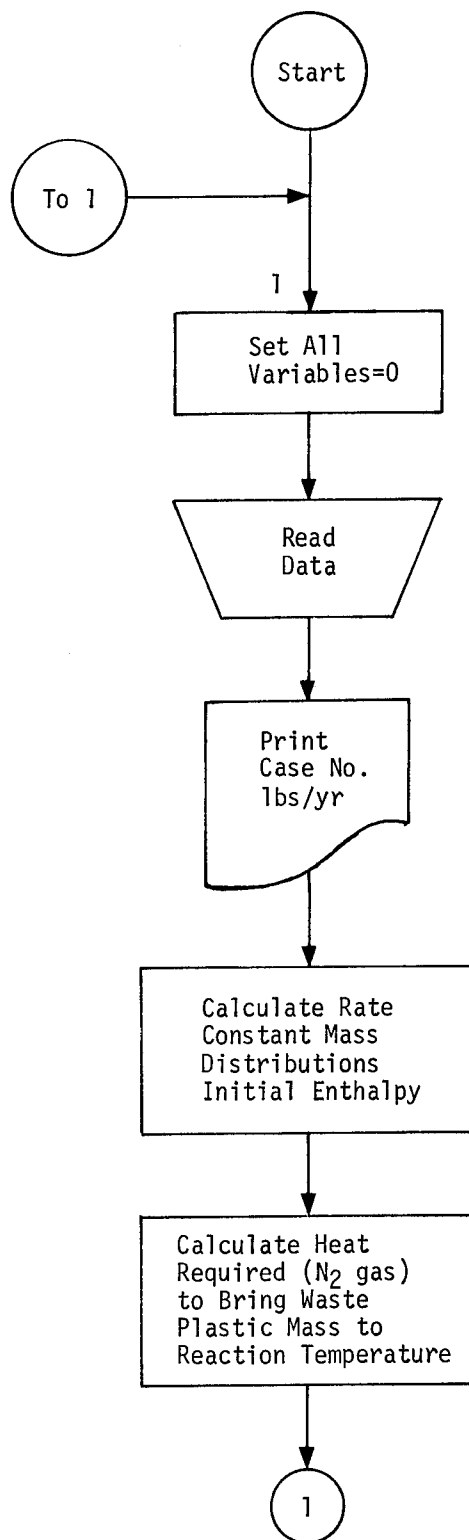 Start
To 1
1
Set All
Variables=0
Read
Data
Print
Case No.
lbs/yr
Calculate Rate
Constant Mass
Distributions
Initial Enthalpy
Calculate Heat
Required (N₂ gas)
to Bring Waste
Plastic Mass to
Reaction Temperature
1